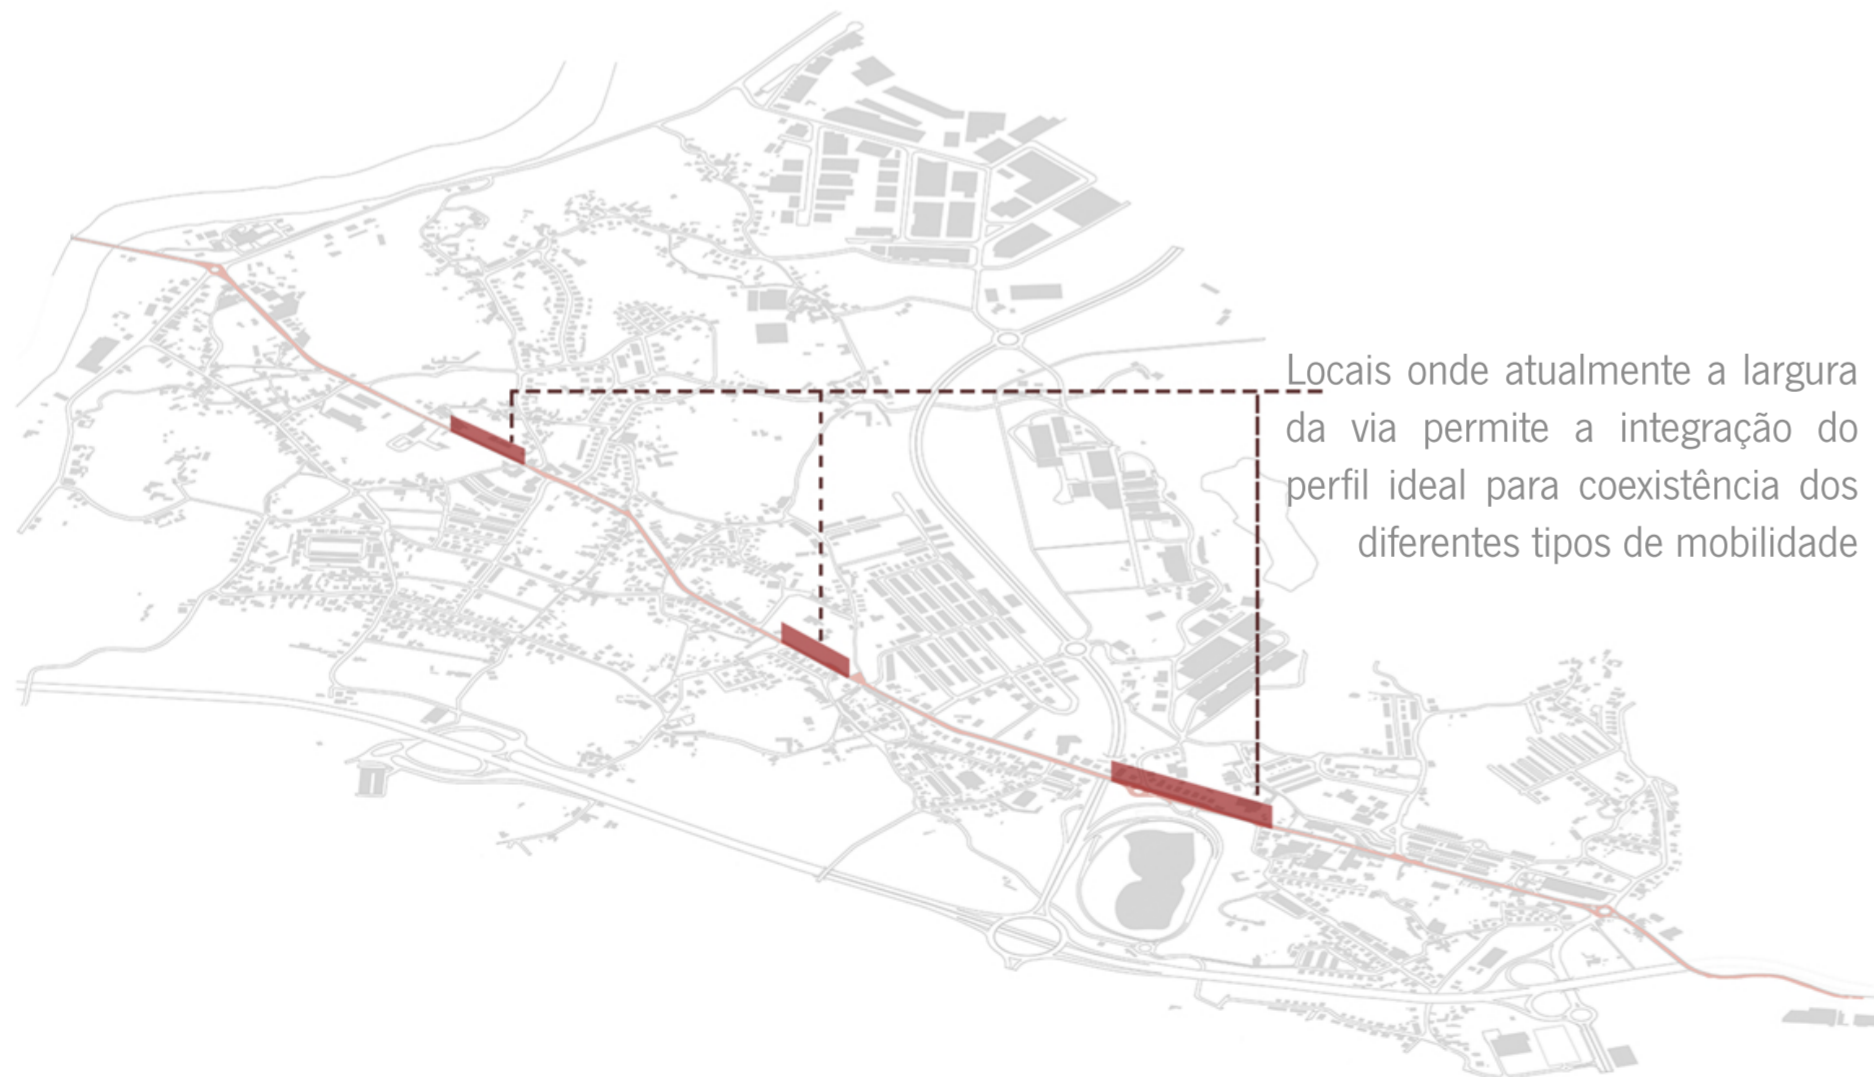 Locais onde atualmente a largura
da via permite a integração do
perfil ideal para coexistência dos
diferentes tipos de mobilidade